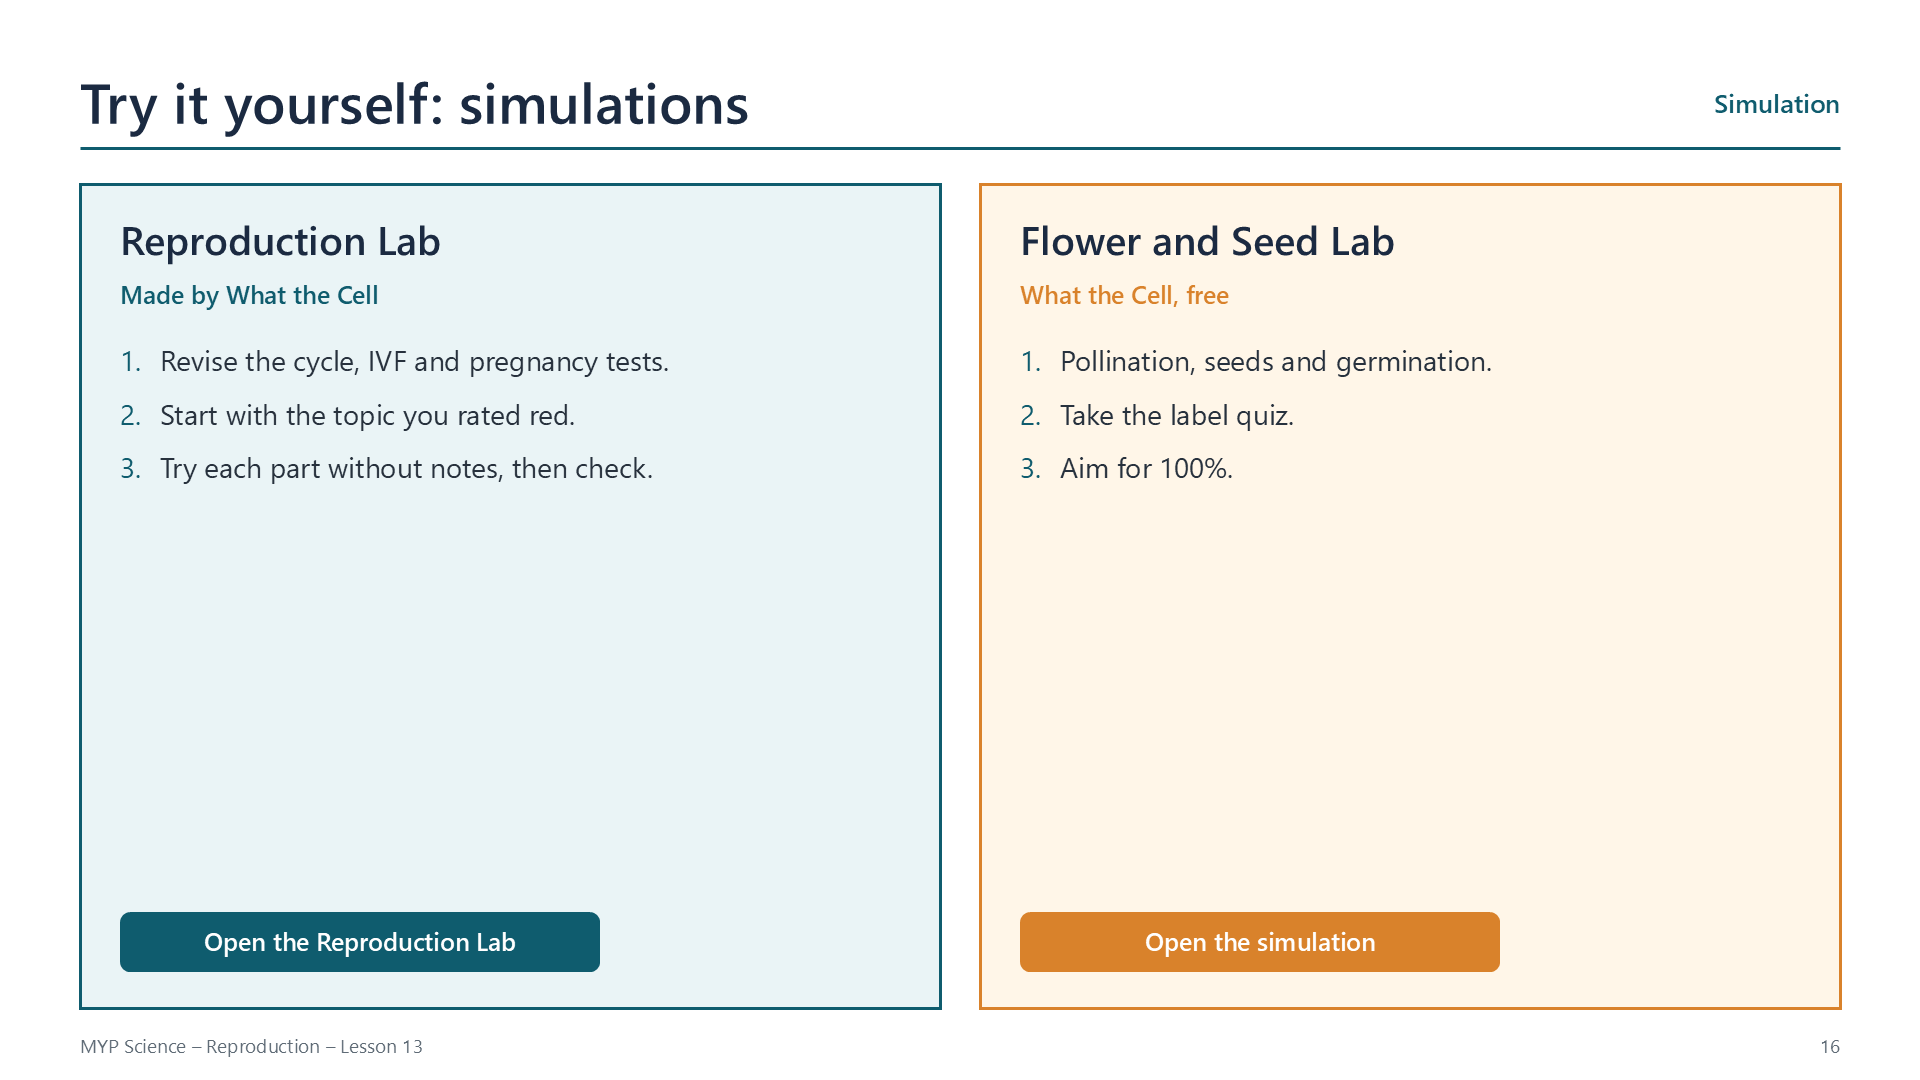 Try it yourself: simulations
Simulation
Reproduction Lab
Made by What the Cell
1. Revise the cycle, IVF and pregnancy tests.
2. Start with the topic you rated red.
3. Try each part without notes, then check.
Open the Reproduction Lab
Flower and Seed Lab
What the Cell, free
1. Pollination, seeds and germination.
2. Take the label quiz.
3. Aim for 100%.
Open the simulation
MYP Science – Reproduction – Lesson 13
16